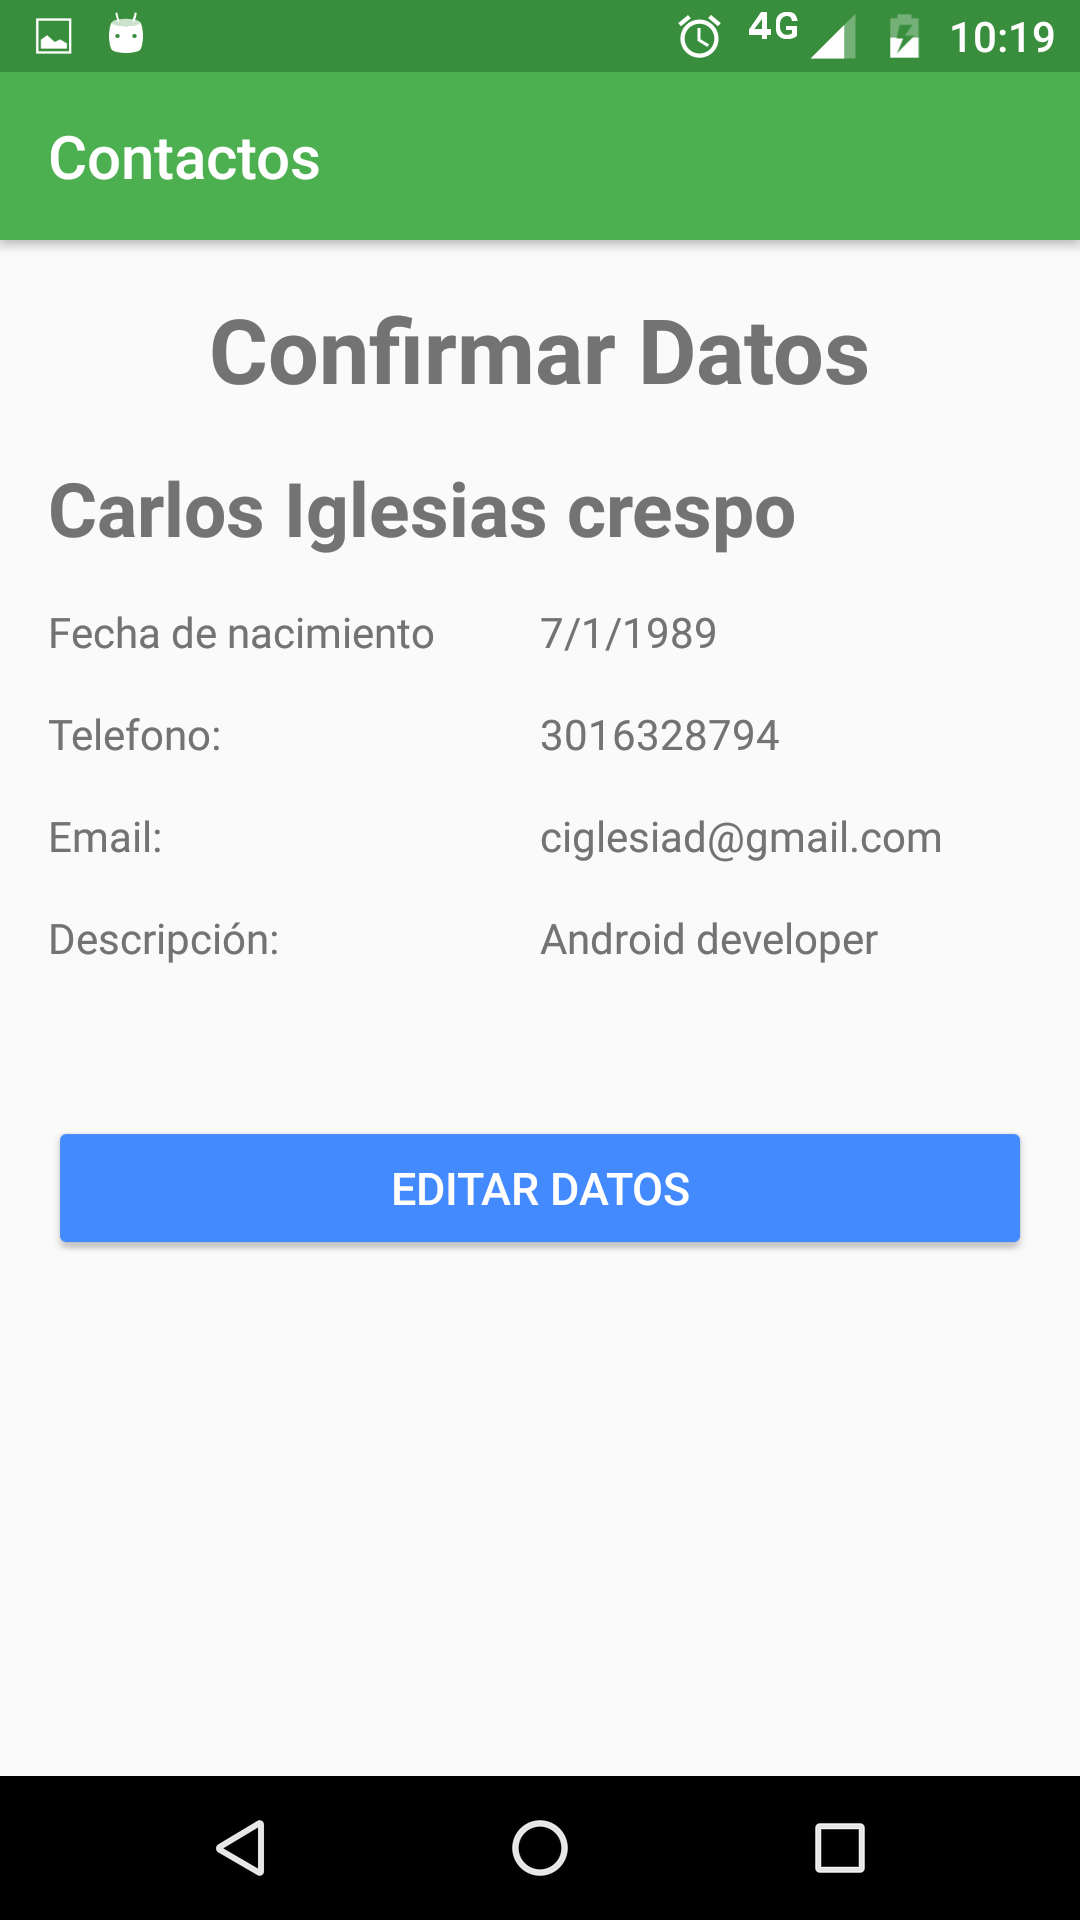 4G 10:19
Contactos
Confirmar Datos
Carlos Iglesias crespo
Fecha de nacimiento 7/1/1989
Telefono: 3016328794
Email: ciglesiad@gmail.com
Descripción: Android developer
EDITAR DATOS